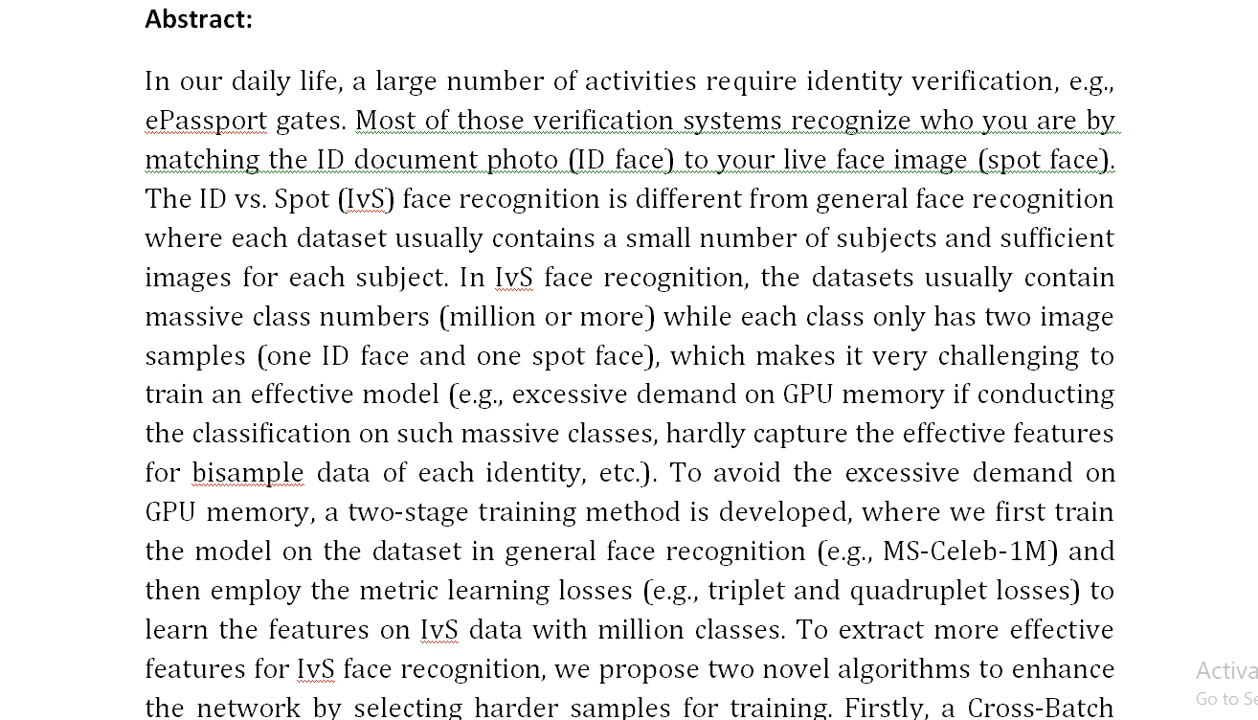 Abstract:
In our daily life, a large number of activities require identity verification, e.g.,
ePassport gates. Most of those verification systems recognize who you are by
matching the ID document photo (ID face) to your live face image (spot face).
The ID vs. Spot (IvS) face recognition is different from general face recognition
where each dataset usually contains a small number of subjects and sufficient
images for each subject. In IvS face recognition, the datasets usually contain
massive class numbers (million or more) while each class only has two image
samples (one ID face and one spot face), which makes it very challenging to
train an effective model (e.g., excessive demand on GPU memory if conducting
the classification on such massive classes, hardly capture the effective features
for bisample data of each identity, etc.). To avoid the excessive demand on
GPU memory, a two-stage training method is developed, where we first train
the model on the dataset in general face recognition (e.g., MS-Celeb-1M) and
then employ the metric learning losses (e.g., triplet and quadruplet losses) to
learn the features on IvS data with million classes. To extract more effective
features for IvS face recognition, we propose two novel algorithms to enhance
the network by selecting harder samples for training. Firstly, a Cross-Batch
Activa
Go to Se